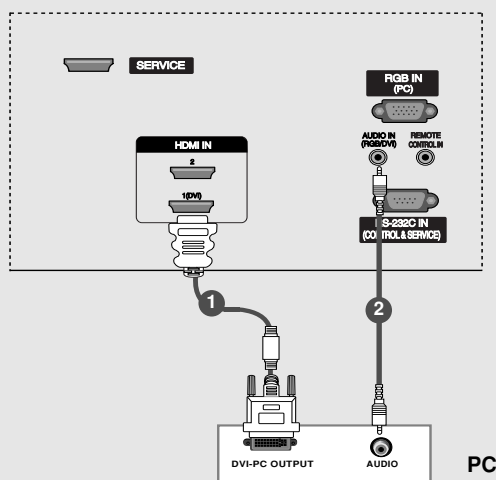 SERVICE
RGB IN
(PC)
HDMI IN
AUDIO IN
(RGB/DVI)
REMOTE
CONTROL IN
2
1(DVI)
RS-232C IN
(CONTROL & SERVICE)
1
2
DVI-PC OUTPUT
AUDIO
PC